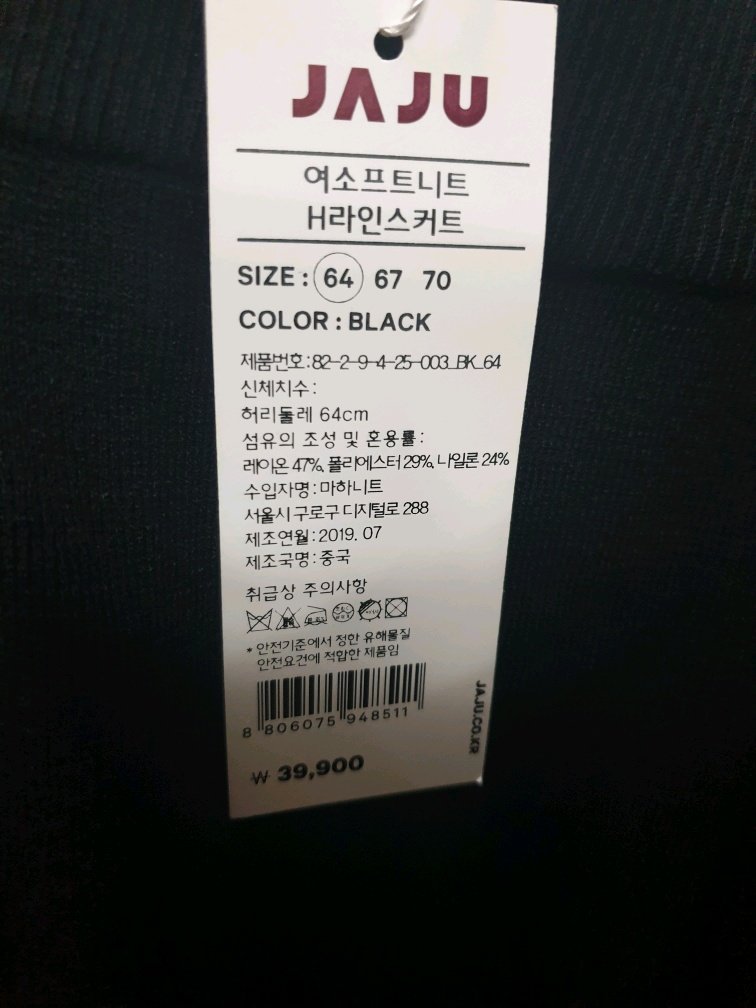 JAJU
여소프트니트
H라인스커트
SIZE : 64 67 70
COLOR : BLACK
제품번호:82-2-9-4-25-003_BK_64
신체치수:
허리둘레 64cm
섬유의 조성 및 혼용률:
레이온 47%, 폴리에스터 29%, 나일론 24%
수입자명:마하니트
서울시 구로구 디지털로 288
제조연월:2019. 07
제조국명:중국
취급상 주의사항
* 안전기준에서 정한 유해물질
안전요건에 적합한 제품임
8 806075 948511
JAJU.CO.KR
₩ 39,900